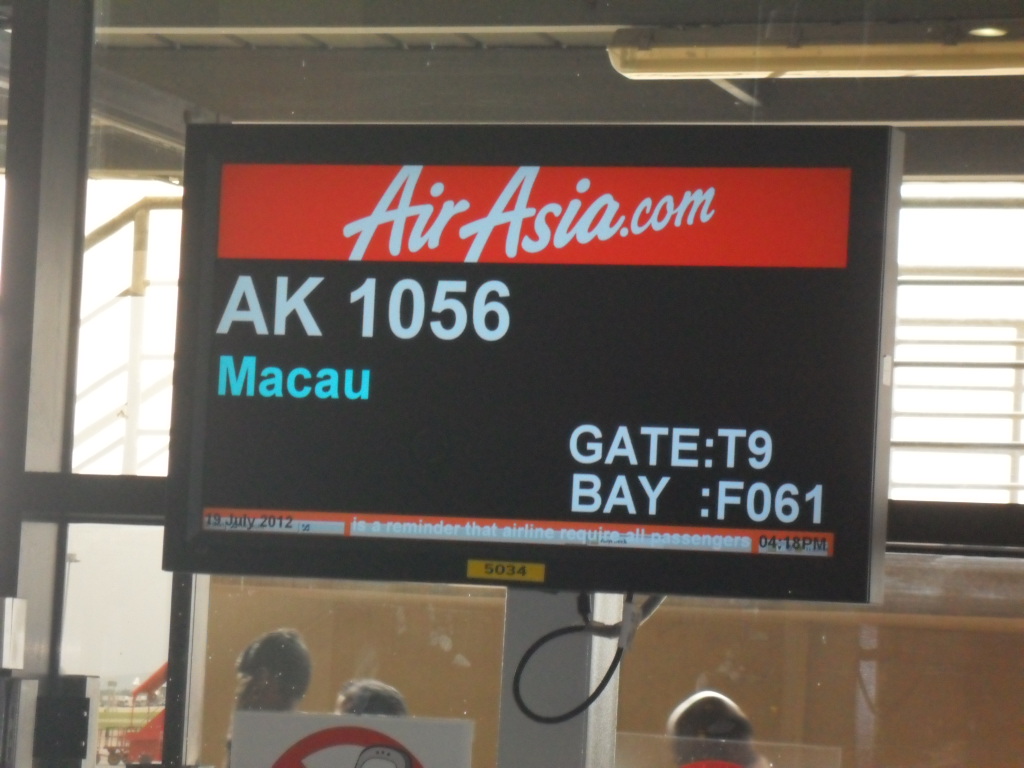 AirAsia.com
AK 1056
Macau
GATE:T9
BAY :F061
19 July 2012
is a reminder that airline require all passengers
04:18PM
5034